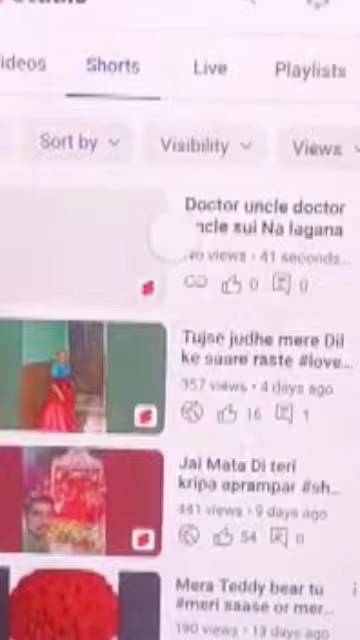 Videos Shorts Live Playlists
Sort by Visibility Views
Doctor uncle doctor
uncle sui Na lagana
views • 41 seconds...
0 0
Tujse judhe mere Dil
ke saare raste #love...
357 views • 4 days ago
16 1
Jai Mata Di teri
kripa aprampar #sh...
441 views • 9 days ago
54 0
Mera Teddy bear tu
#meri saase or mer...
190 views • 13 days ago